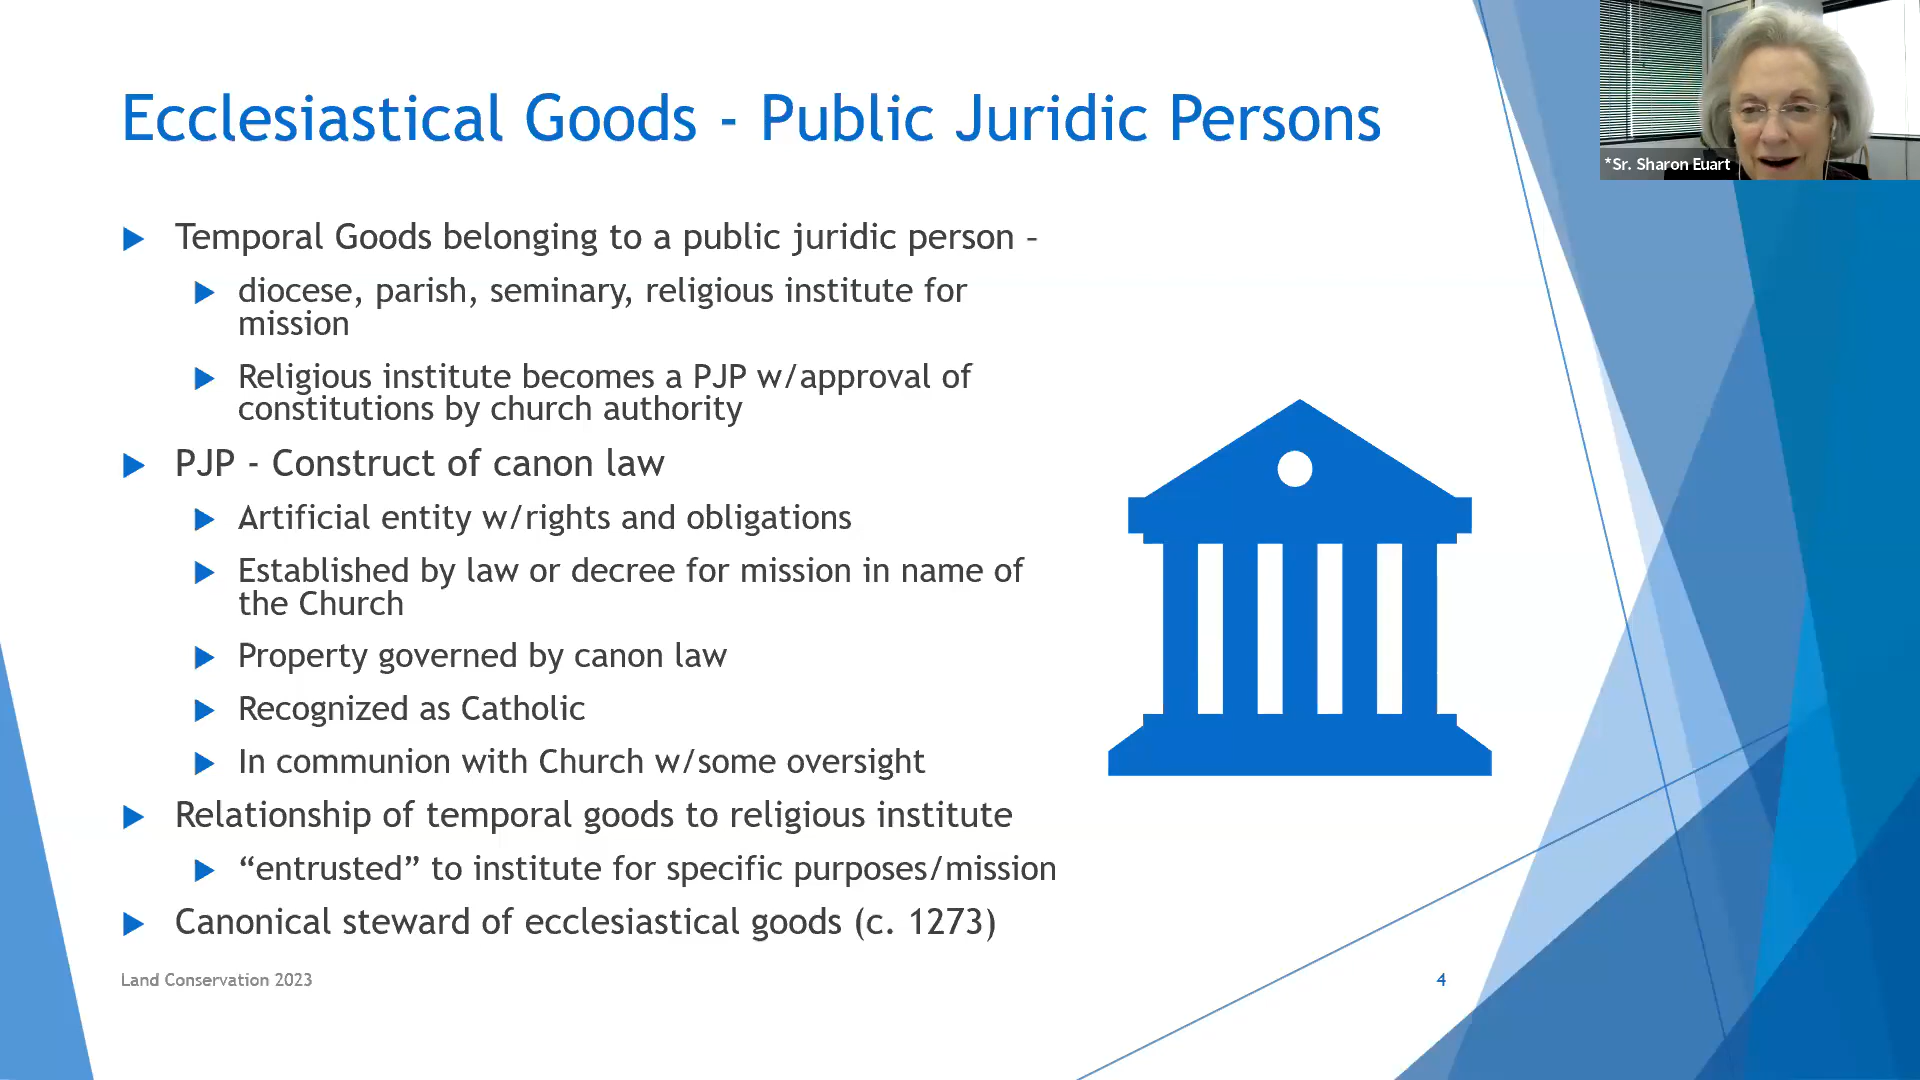 Ecclesiastical Goods - Public Juridic Persons
*Sr. Sharon Euart
Temporal Goods belonging to a public juridic person –
diocese, parish, seminary, religious institute for
mission
Religious institute becomes a PJP w/approval of
constitutions by church authority
PJP - Construct of canon law
Artificial entity w/rights and obligations
Established by law or decree for mission in name of
the Church
Property governed by canon law
Recognized as Catholic
In communion with Church w/some oversight
Relationship of temporal goods to religious institute
“entrusted” to institute for specific purposes/mission
Canonical steward of ecclesiastical goods (c. 1273)
Land Conservation 2023
4